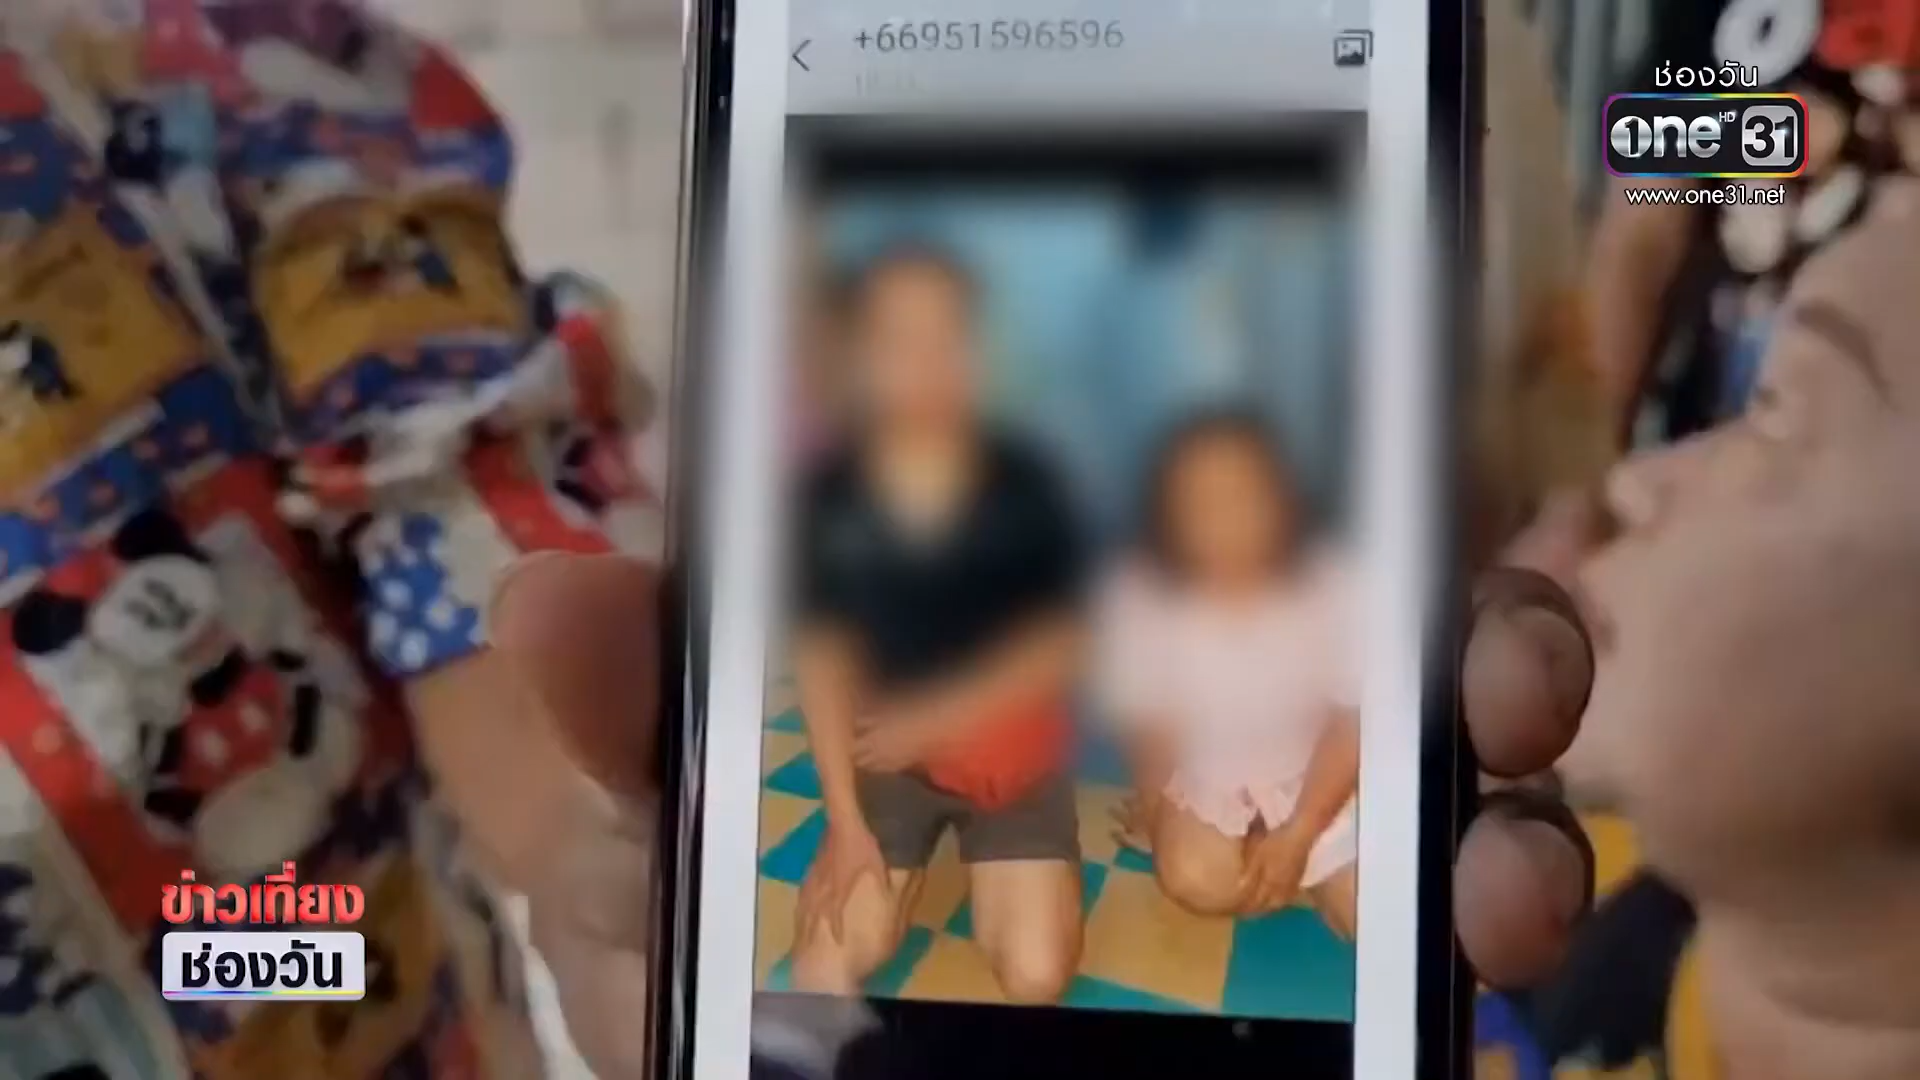 +66951596596
ช่องวัน
one HD 31
www.one31.net
ข่าวเที่ยง
ช่องวัน